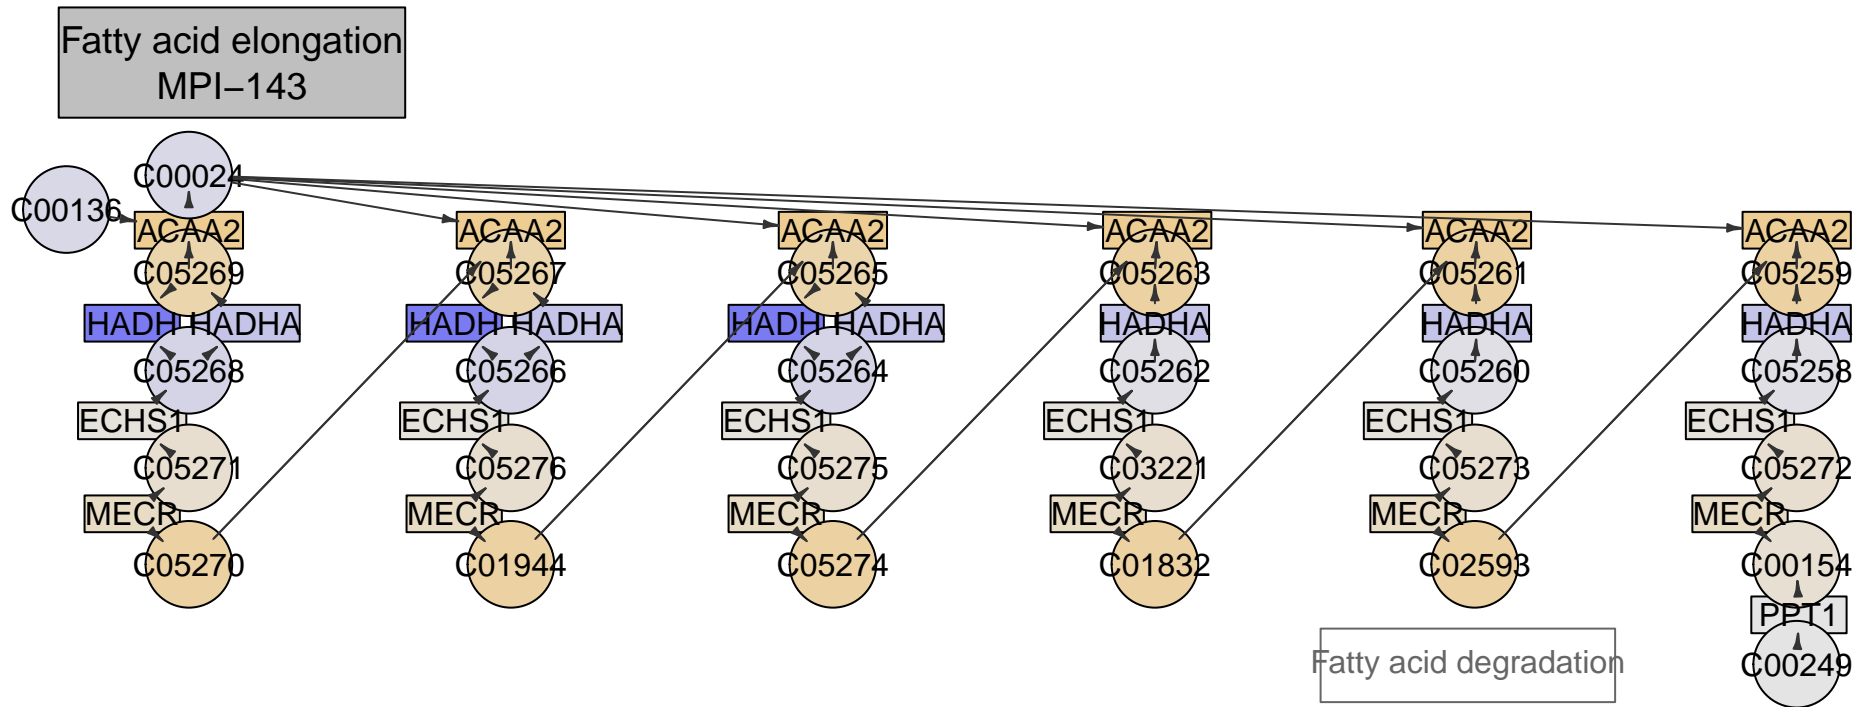 Fatty acid elongation
MPI−143
C00024
C00136
ACAA2 ACAA2 ACAA2 ACAA2 ACAA2 ACAA2
C05269 C05267 C05265 C05263 C05261 C05259
HADH HADHA HADH HADHA HADH HADHA HADHA HADHA HADHA
C05268 C05266 C05264 C05262 C05260 C05258
ECHS1 ECHS1 ECHS1 ECHS1 ECHS1 ECHS1
C05271 C05276 C05275 C03221 C05273 C05272
MECR MECR MECR MECR MECR MECR
C05270 C01944 C05274 C01832 C02593 C00154
PPT1
Fatty acid degradation C00249